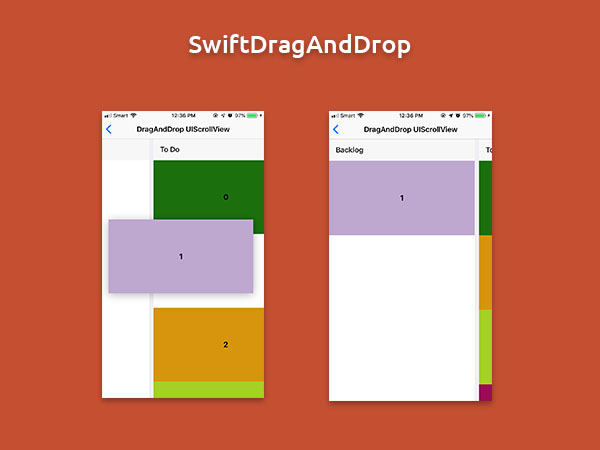 SwiftDragAndDrop
Smart 12:36 PM 97%
DragAndDrop UIScrollView
To Do
0
1
2
Smart 12:36 PM 97%
DragAndDrop UIScrollView
Backlog To
1